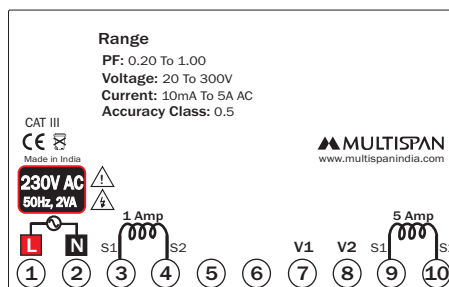 Range
PF: 0.20 To 1.00
Voltage: 20 To 300V
Current: 10mA To 5A AC
Accuracy Class: 0.5
CAT III
CE
Made in India
MULTISPAN
www.multispanindia.com
230V AC
50Hz, 2VA
1 Amp
5 Amp
L N S1 S2 V1 V2 S1
1 2 3 4 5 6 7 8 9 10